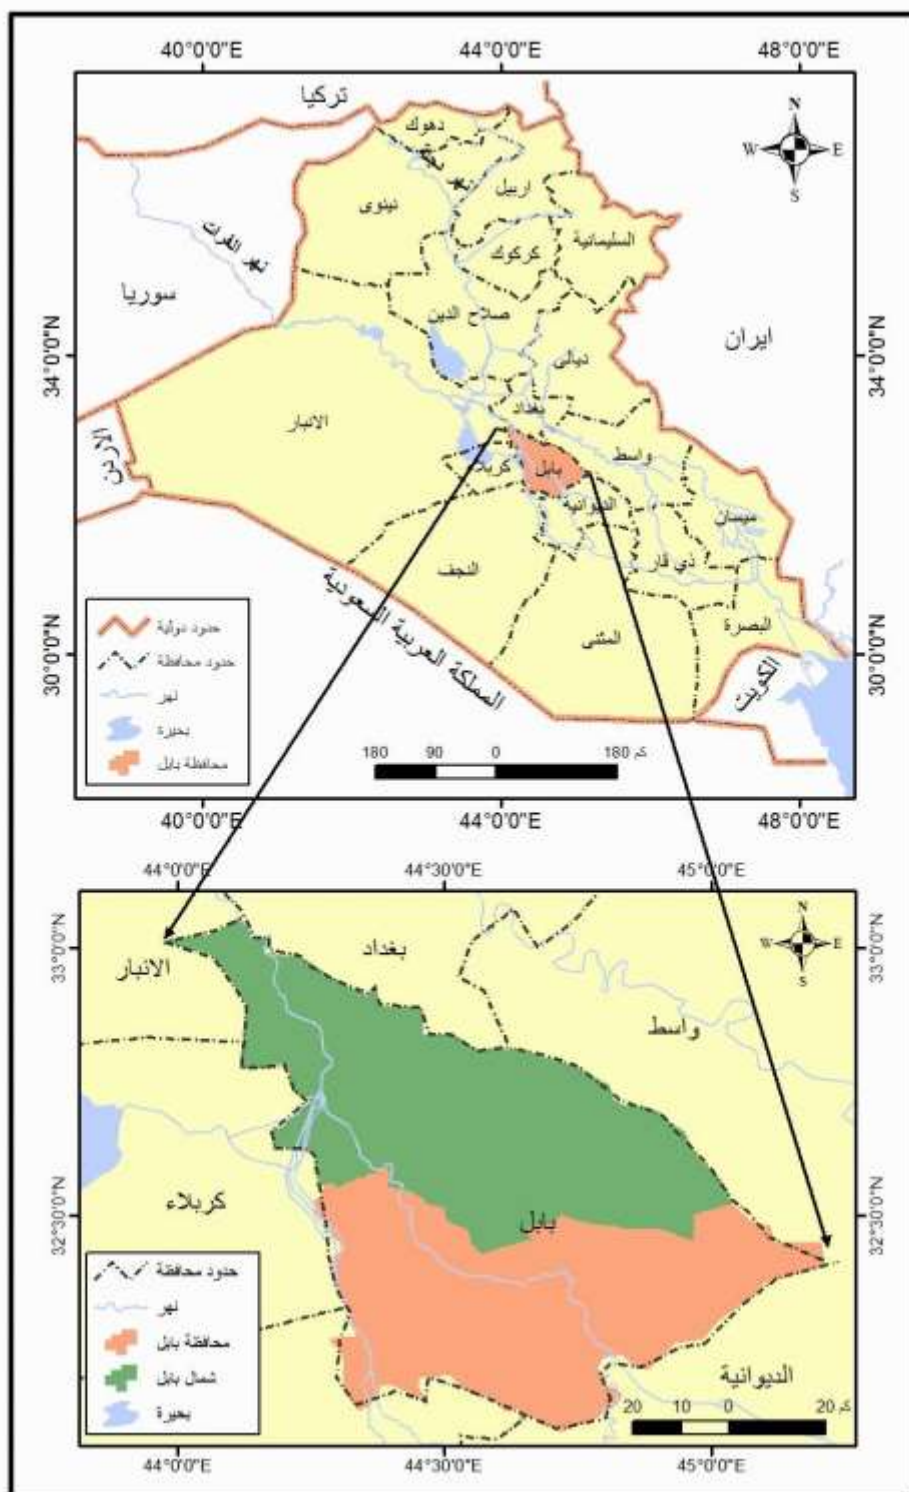 40°0'0"E 44°0'0"E 48°0'0"E
تركيا
N
W E
S
دهوك
نينوى
اربيل
السليمانية
كركوك
نهر الفرات
سوريا
صلاح الدين
ايران
34°0'0"N 34°0'0"N
ديالى
بغداد
الانبار
الاردن
واسط
كربلاء
بابل
الديوانية
ميسان
ذي قار
النجف
المثنى
البصرة
الكويت
المملكة العربية السعودية
30°0'0"N 30°0'0"N
حدود دولية
حدود محافظة
نهر
بحيرة
محافظة بابل
180 90 0 180 كم
40°0'0"E 44°0'0"E 48°0'0"E
44°0'0"E 44°30'0"E 45°0'0"E
N
W E
S
33°0'0"N 33°0'0"N
الانبار
بغداد
واسط
كربلاء
بابل
32°30'0"N 32°30'0"N
حدود محافظة
نهر
محافظة بابل
شمال بابل
بحيرة
الديوانية
20 10 0 20 كم
44°0'0"E 44°30'0"E 45°0'0"E